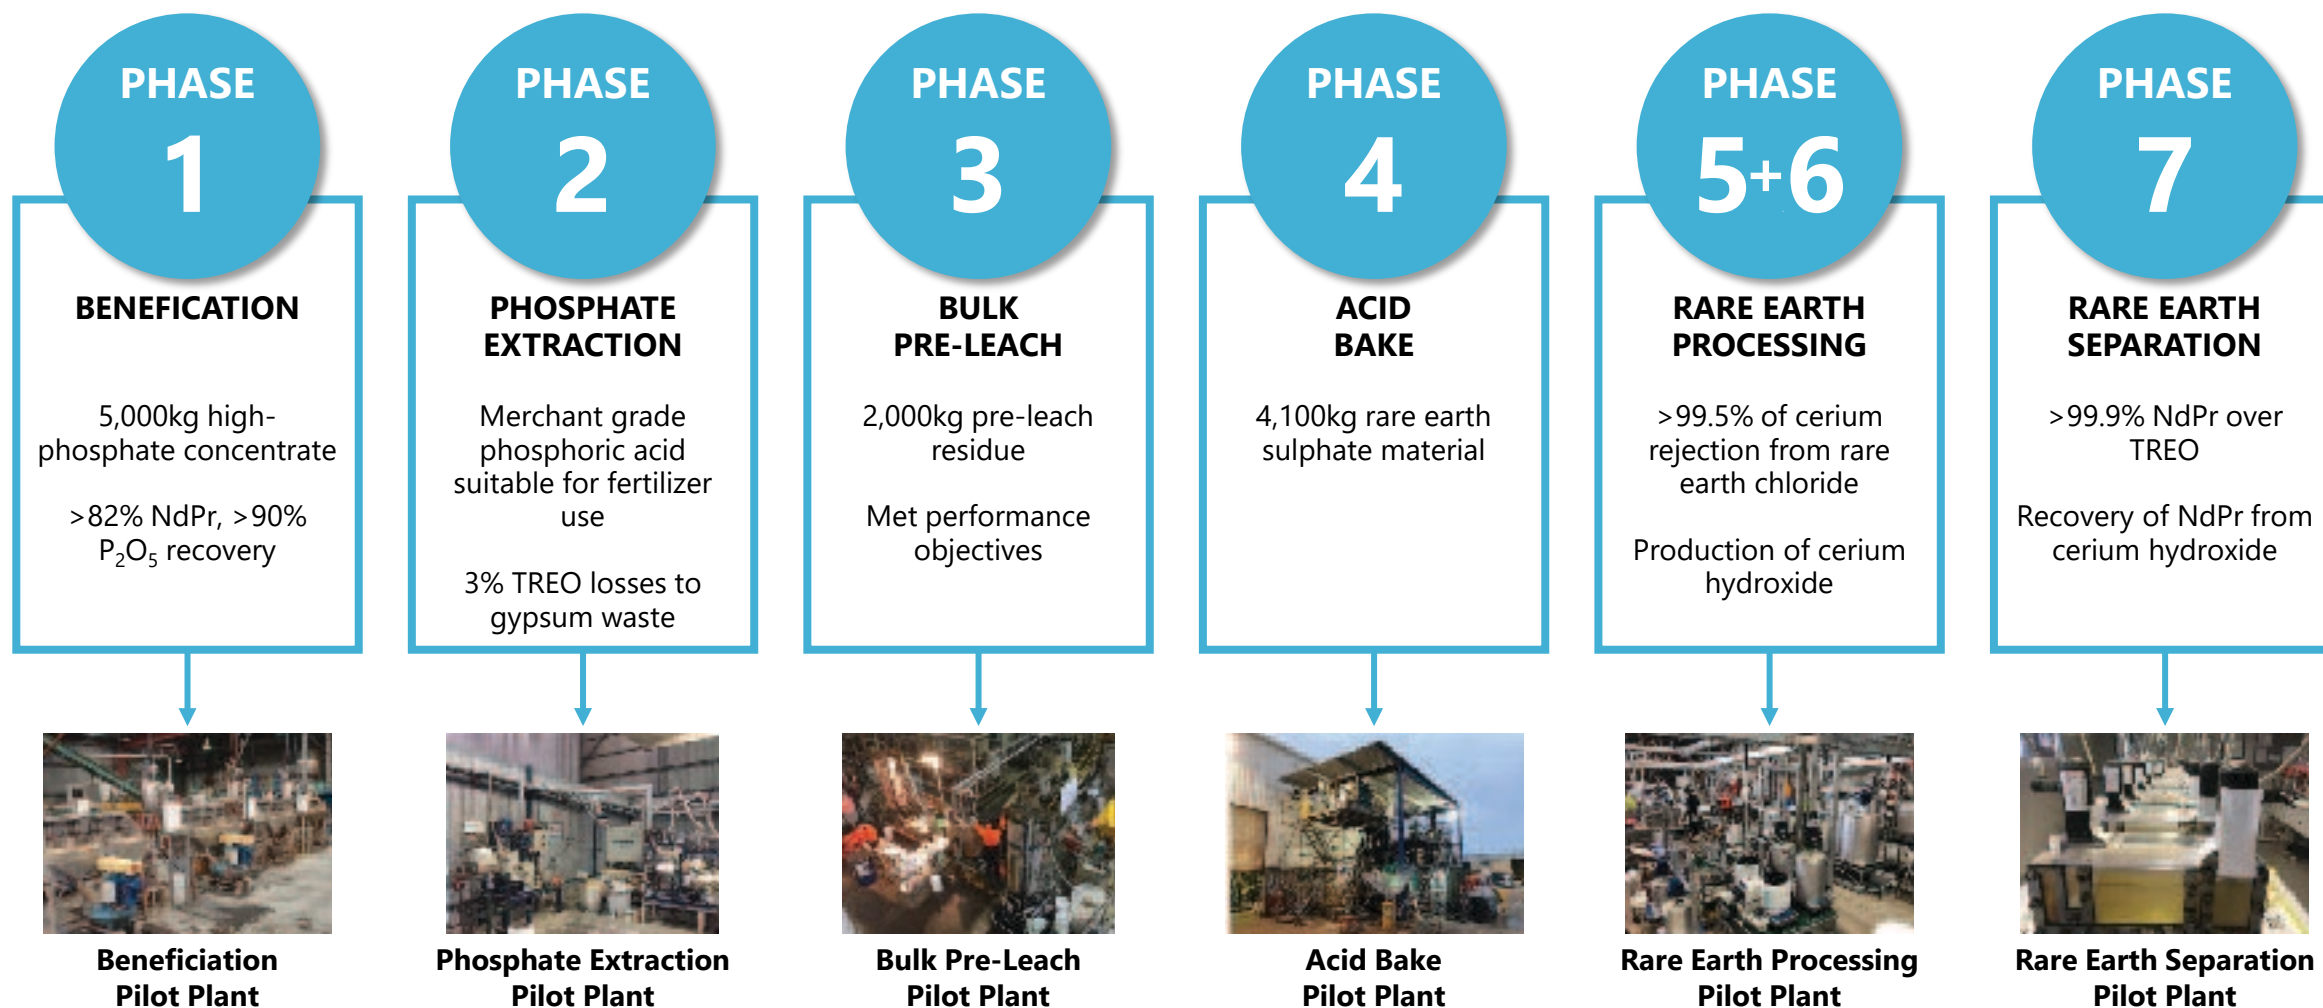 PHASE
1
BENEFICATION
5,000kg high-
phosphate concentrate
>82% NdPr, >90%
P₂O₅ recovery
Beneficiation
Pilot Plant
PHASE
2
PHOSPHATE
EXTRACTION
Merchant grade
phosphoric acid
suitable for fertilizer
use
3% TREO losses to
gypsum waste
Phosphate Extraction
Pilot Plant
PHASE
3
BULK
PRE-LEACH
2,000kg pre-leach
residue
Met performance
objectives
Bulk Pre-Leach
Pilot Plant
PHASE
4
ACID
BAKE
4,100kg rare earth
sulphate material
Acid Bake
Pilot Plant
PHASE
5+6
RARE EARTH
PROCESSING
>99.5% of cerium
rejection from rare
earth chloride
Production of cerium
hydroxide
Rare Earth Processing
Pilot Plant
PHASE
7
RARE EARTH
SEPARATION
>99.9% NdPr over
TREO
Recovery of NdPr from
cerium hydroxide
Rare Earth Separation
Pilot Plant